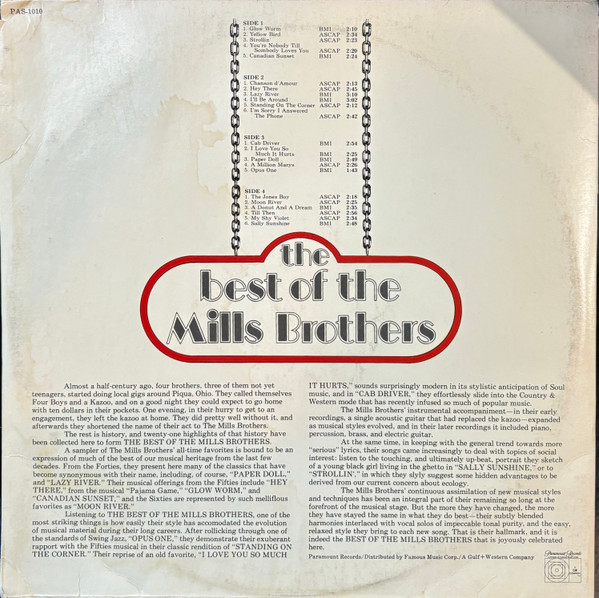 PAS-1010
SIDE 1
1. Glow Worm BMI 2:10
2. Yellow Bird ASCAP 2:34
3. Strollin' ASCAP 2:23
4. You're Nobody Till
Somebody Loves You ASCAP 2:20
5. Canadian Sunset BMI 2:24
SIDE 2
1. Chanson d'Amour ASCAP 2:13
2. Hey There ASCAP 2:45
3. Lazy River BMI 3:10
4. I'll Be Around BMI 3:02
5. Standing On The Corner ASCAP 2:12
6. I'm Sorry I Answered
The Phone ASCAP 2:42
SIDE 3
1. Cab Driver BMI 2:54
2. I Love You So
Much It Hurts BMI 2:25
3. Paper Doll BMI 2:49
4. A Million Marys ASCAP 2:26
5. Opus One BMI 1:43
SIDE 4
1. The Jones Boy ASCAP 2:18
2. Moon River ASCAP 2:25
3. A Donut And A Dream BMI 2:35
4. Till Then ASCAP 2:56
5. My Shy Violet ASCAP 2:34
6. Sally Sunshine BMI 2:48
the
best of the
Mills Brothers
Almost a half-century ago, four brothers, three of them not yet
teenagers, started doing local gigs around Piqua, Ohio. They called themselves
Four Boys and a Kazoo, and on a good night they could expect to go home
with ten dollars in their pockets. One evening, in their hurry to get to an
engagement, they left the kazoo at home. They did pretty well without it, and
afterwards they shortened the name of their act to The Mills Brothers.
The rest is history, and twenty-one highlights of that history have
been collected here to form THE BEST OF THE MILLS BROTHERS.
A sampler of The Mills Brothers' all-time favorites is bound to be an
expression of much of the best of our musical heritage from the last few
decades. From the Fifties, they present here many of the classics that have
become synonymous with their name, including, of course, "PAPER DOLL,"
and "LAZY RIVER." Their musical offerings from the Fifties include "HEY
THERE," from the musical "Pajama Game," "GLOW WORM," and
"CANADIAN SUNSET," and the Sixties are represented by such mellifluous
favorites as "MOON RIVER."
Listening to THE BEST OF THE MILLS BROTHERS, one of the
most striking things is how easily their style has accomodated the evolution
of musical material during their long careers. After rollicking through one of
the standards of Swing Jazz, "OPUS ONE," they demonstrate their exuberant
rapport with the Fifties in their classic rendition of "STANDING ON
THE CORNER." Their reprise of an old favorite, "I LOVE YOU SO MUCH
IT HURTS," sounds surprisingly modern in its stylistic anticipation of Soul
music, and in "CAB DRIVER," they effortlessly slide into the Country &
Western mode that has recently infused so much of popular music.
The Mills Brothers' instrumental accompaniment—in their early
recordings, a single acoustic guitar that had replaced the kazoo—expanded
as musical styles evolved, and in their later recordings it included piano,
percussion, brass, and electric guitar.
At the same time, in keeping with the general trend towards more
"serious" lyrics, their songs came increasingly to deal with topics of social
interest: listen to the touching, and ultimately up-beat, portrait they sketch
of a young black girl living in the ghetto in "SALLY SUNSHINE," or to
"STROLLIN'," in which they slyly suggest some hidden advantages to be
derived from our current concern about ecology.
The Mills Brothers' continuous assimilation of new musical styles
and techniques has been an integral part of their remaining so long at the
forefront of the musical stage. But the more they have changed, the more
they have stayed the same in what they do best—their subtly blended
harmonies interlaced with vocal solos of impeccable tonal purity, and the easy,
relaxed style they bring to each new song. That is their hallmark, and it is
indeed the BEST OF THE MILLS BROTHERS that is joyously celebrated
here.
Paramount Records/Distributed by Famous Music Corp./A Gulf+Western Company
Paramount Records